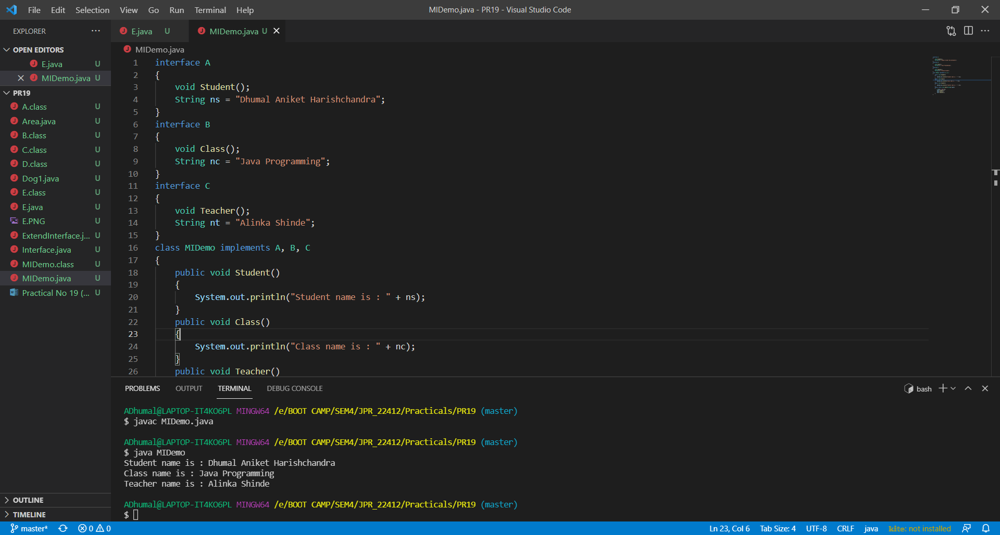 File Edit Selection View Go Run Terminal Help
MIDemo.java - PR19 - Visual Studio Code
EXPLORER ···
OPEN EDITORS
E.java U
MIDemo.java U
PR19
A.class U
Area.java U
B.class U
C.class U
D.class U
Dog1.java U
E.class U
E.java U
E.PNG U
ExtendInterface.j... U
Interface.java U
MIDemo.class U
MIDemo.java U
Practical No 19 (... U
OUTLINE
TIMELINE
E.java U MIDemo.java U
MIDemo.java
1 interface A
2 {
3 void Student();
4 String ns = "Dhumal Aniket Harishchandra";
5 }
6 interface B
7 {
8 void Class();
9 String nc = "Java Programming";
10 }
11 interface C
12 {
13 void Teacher();
14 String nt = "Alinka Shinde";
15 }
16 class MIDemo implements A, B, C
17 {
18 public void Student()
19 {
20 System.out.println("Student name is : " + ns);
21 }
22 public void Class()
23 {
24 System.out.println("Class name is : " + nc);
25 }
26 public void Teacher()
PROBLEMS OUTPUT TERMINAL DEBUG CONSOLE
bash
ADhumal@LAPTOP-IT4KO6PL MINGW64 /e/BOOT CAMP/SEM4/JPR_22412/Practicals/PR19 (master)
$ javac MIDemo.java
ADhumal@LAPTOP-IT4KO6PL MINGW64 /e/BOOT CAMP/SEM4/JPR_22412/Practicals/PR19 (master)
$ java MIDemo
Student name is : Dhumal Aniket Harishchandra
Class name is : Java Programming
Teacher name is : Alinka Shinde
ADhumal@LAPTOP-IT4KO6PL MINGW64 /e/BOOT CAMP/SEM4/JPR_22412/Practicals/PR19 (master)
$
master* 0 0
Ln 23, Col 6 Tab Size: 4 UTF-8 CRLF java kite: not installed